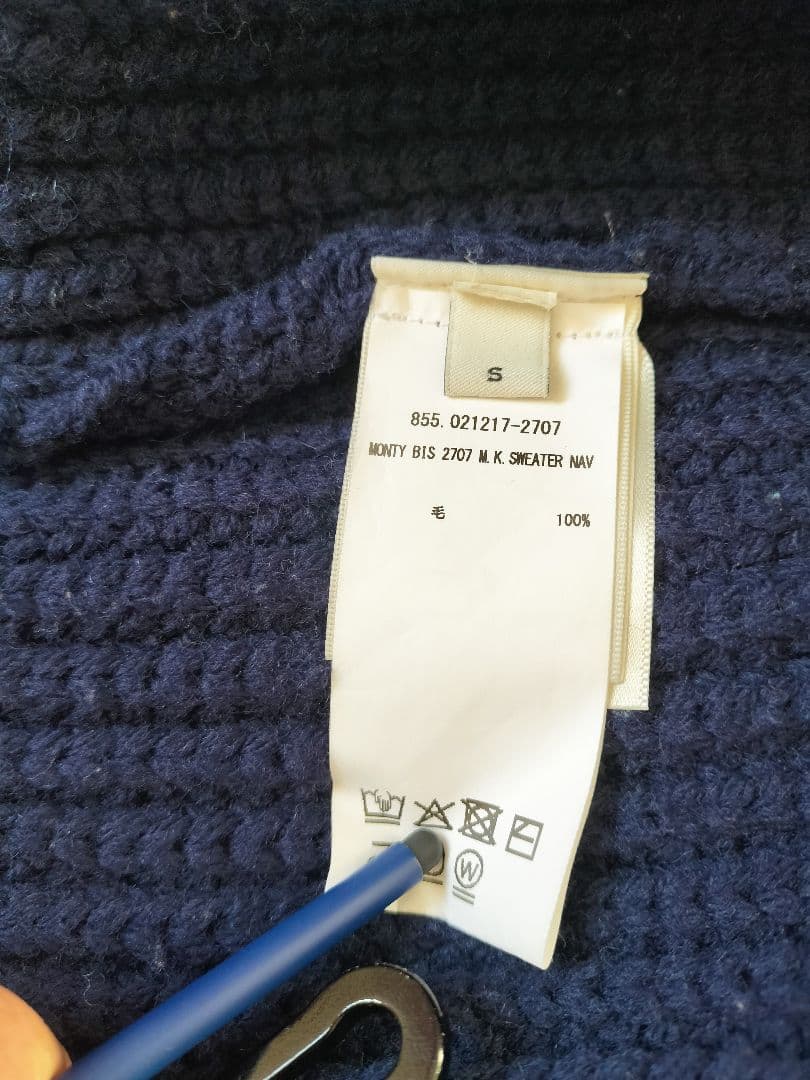 S
855. 021217-2707
MONTY BIS 2707 M. K. SWEATER NAV
毛 100%
W